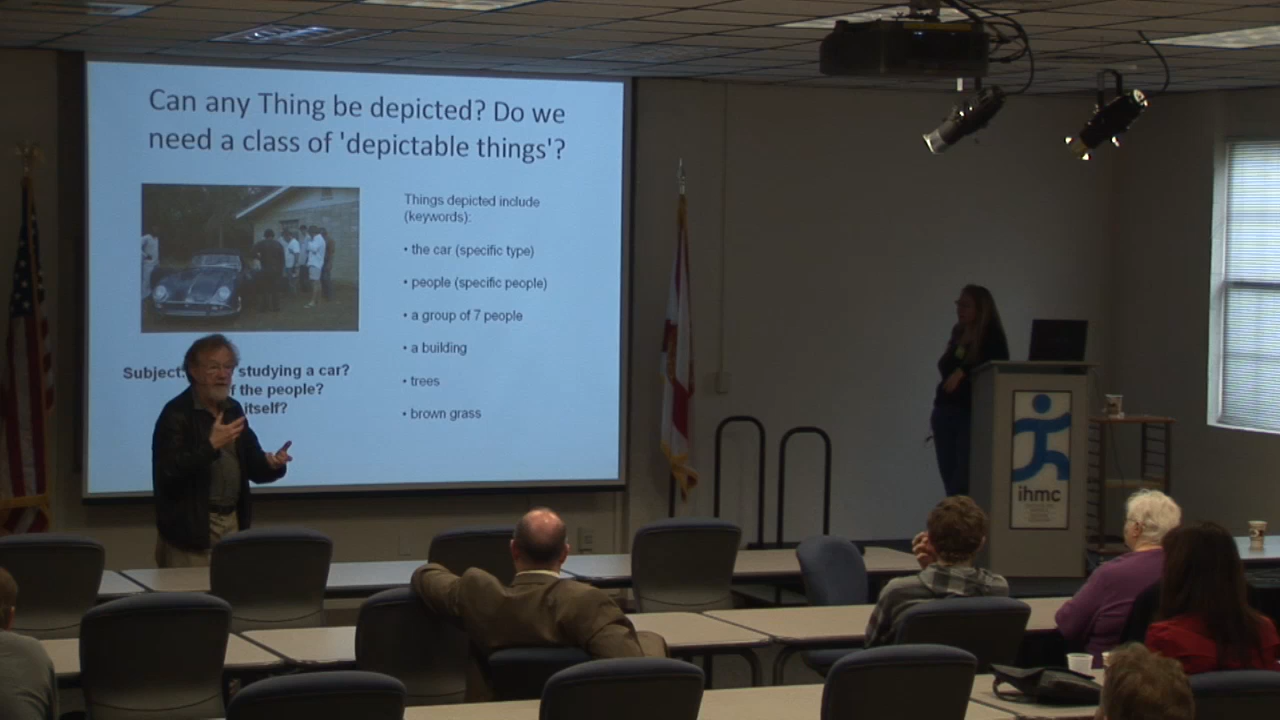 Can any Thing be depicted? Do we
need a class of 'depictable things'?
Things depicted include
(keywords):
• the car (specific type)
• people (specific people)
• a group of 7 people
• a building
• trees
• brown grass
Subject: studying a car?
the people?
itself?
ihmc